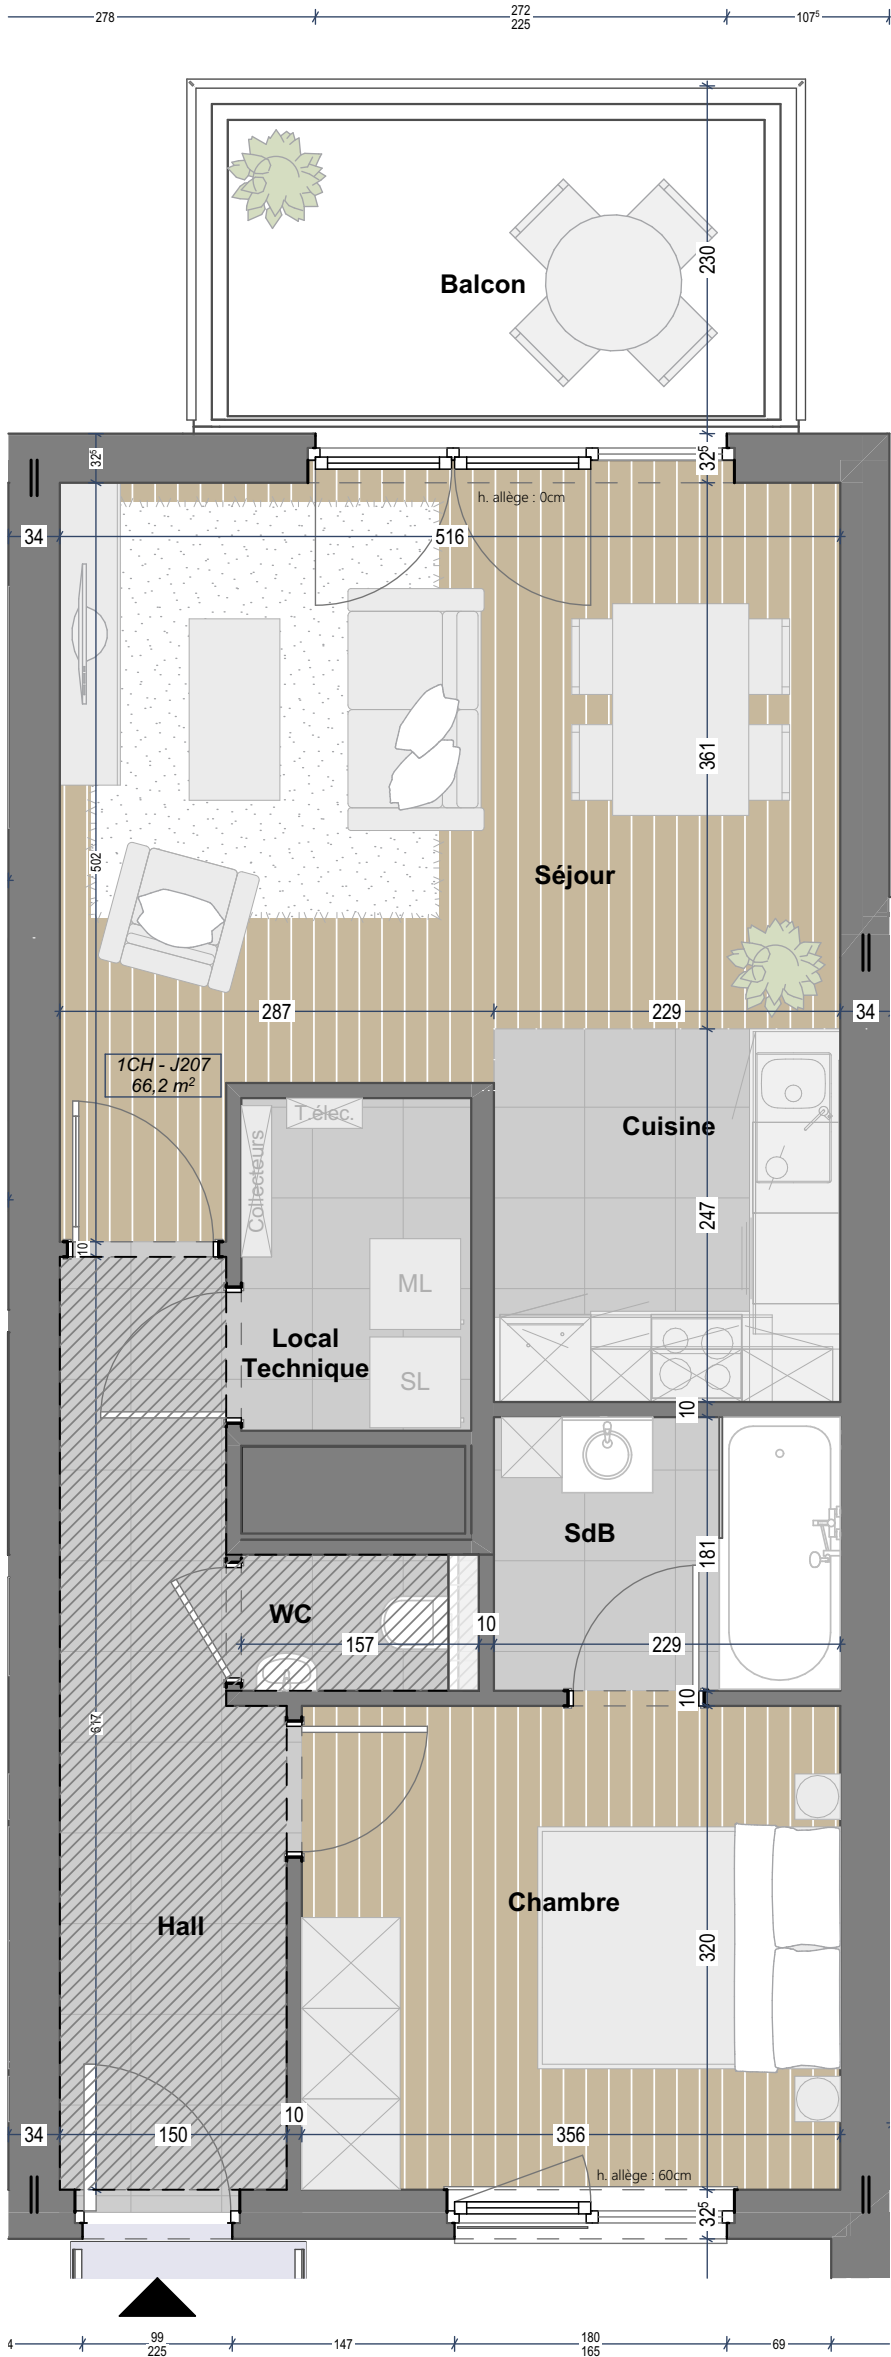 278
272
225
107⁵
Balcon
230
32⁵
32⁵
h. allège : 0cm
34
516
361
502
Séjour
287
229
34
1CH - J207
66,2 m²
T.élec.
Collecteurs
Cuisine
247
10
ML
SL
Local
Technique
10
SdB
181
WC
157
10
229
10
617
Chambre
Hall
320
34
150
10
356
h. allège : 60cm
32⁵
4
99
225
147
180
165
69